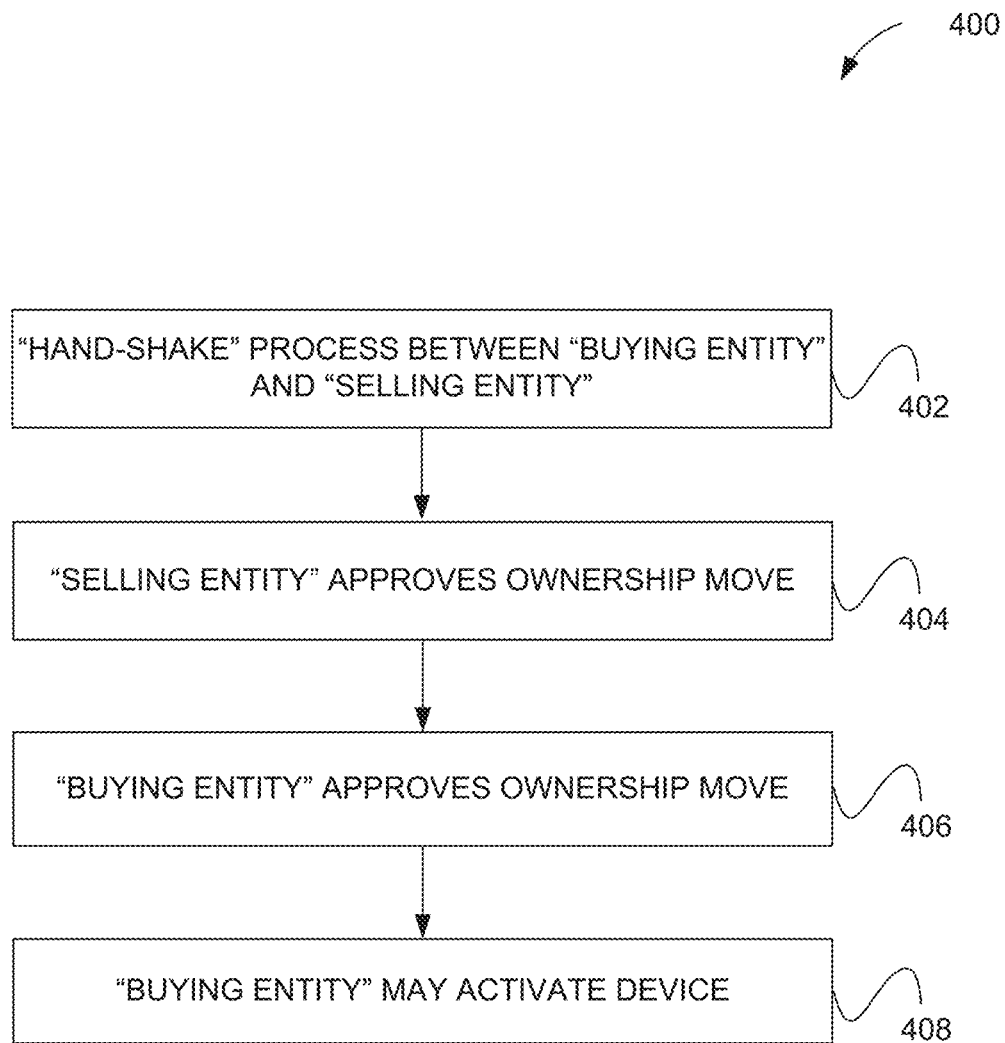 400
“HAND-SHAKE” PROCESS BETWEEN “BUYING ENTITY”
AND “SELLING ENTITY”
402
“SELLING ENTITY” APPROVES OWNERSHIP MOVE
404
“BUYING ENTITY” APPROVES OWNERSHIP MOVE
406
“BUYING ENTITY” MAY ACTIVATE DEVICE
408